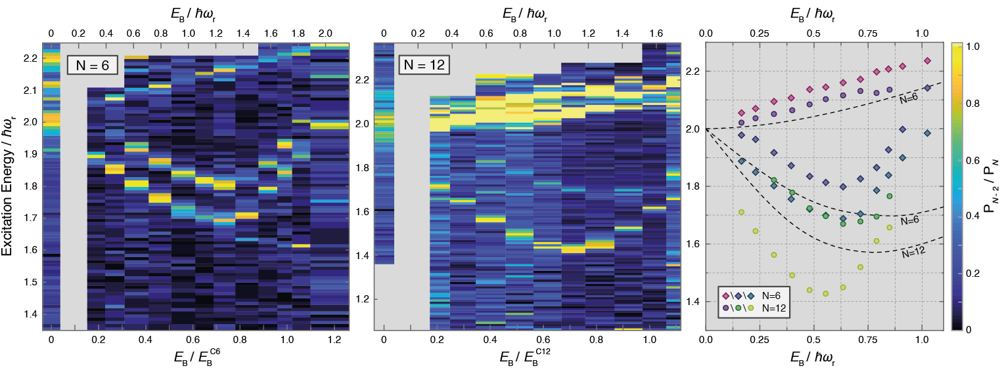 E_B / ħω_r
E_B / ħω_r
E_B / ħω_r
0 0.2 0.4 0.6 0.8 1.0 1.2 1.4 1.6 1.8 2.0
0 0.2 0.4 0.6 0.8 1.0 1.2 1.4 1.6
0.0 0.25 0.50 0.75 1.0
Excitation Energy / ħω_r
2.2
2.1
2.0
1.9
1.8
1.7
1.6
1.5
1.4
N = 6
0 0.2 0.4 0.6 0.8 1.0 1.2
E_B / E_B^C6
2.2
2.0
1.8
1.6
1.4
1.2
N = 12
0 0.2 0.4 0.6 0.8 1.0
E_B / E_B^C12
2.2
2.0
1.8
1.6
1.4
N=6
N=6
N=12
\ \ N=6
\ \ N=12
0.0 0.25 0.50 0.75 1.0
E_B / ħω_r
1.0
0.8
0.6
0.4
0.2
0
P_N-2 / P_N